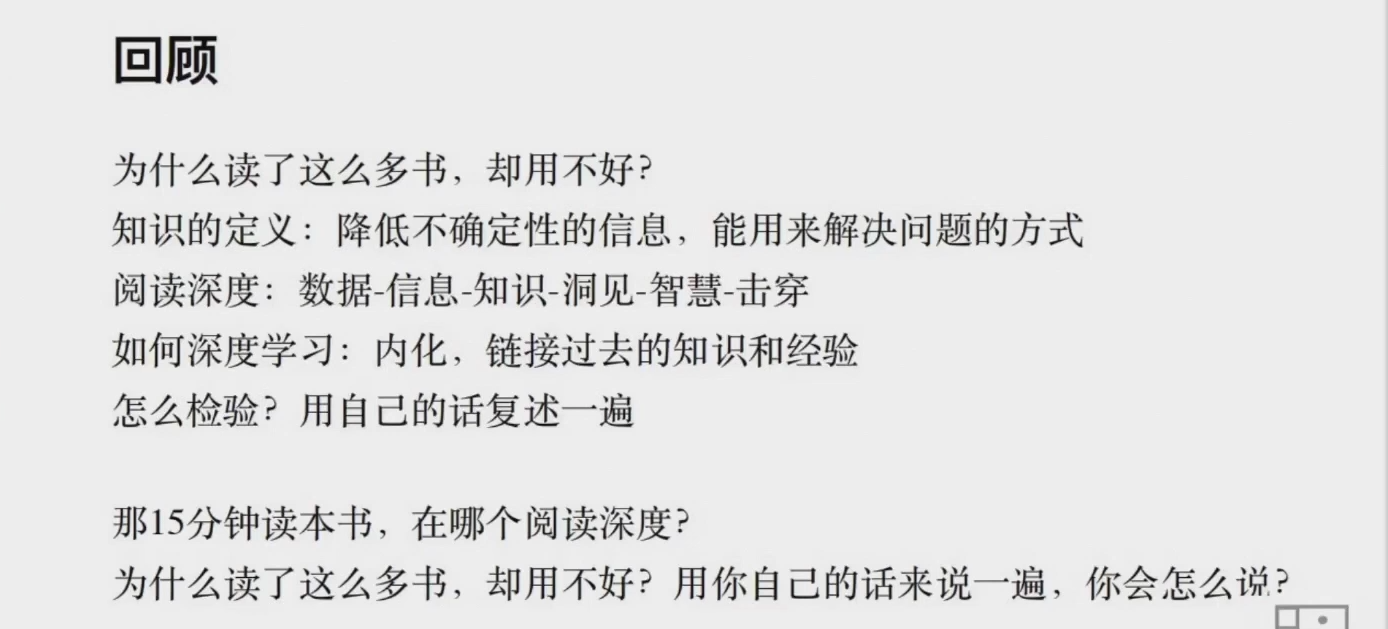 回顾
为什么读了这么多书，却用不好？
知识的定义：降低不确定性的信息，能用来解决问题的方式
阅读深度：数据-信息-知识-洞见-智慧-击穿
如何深度学习：内化，链接过去的知识和经验
怎么检验？用自己的话复述一遍
那15分钟读本书，在哪个阅读深度？
为什么读了这么多书，却用不好？用你自己的话来说一遍，你会怎么说？